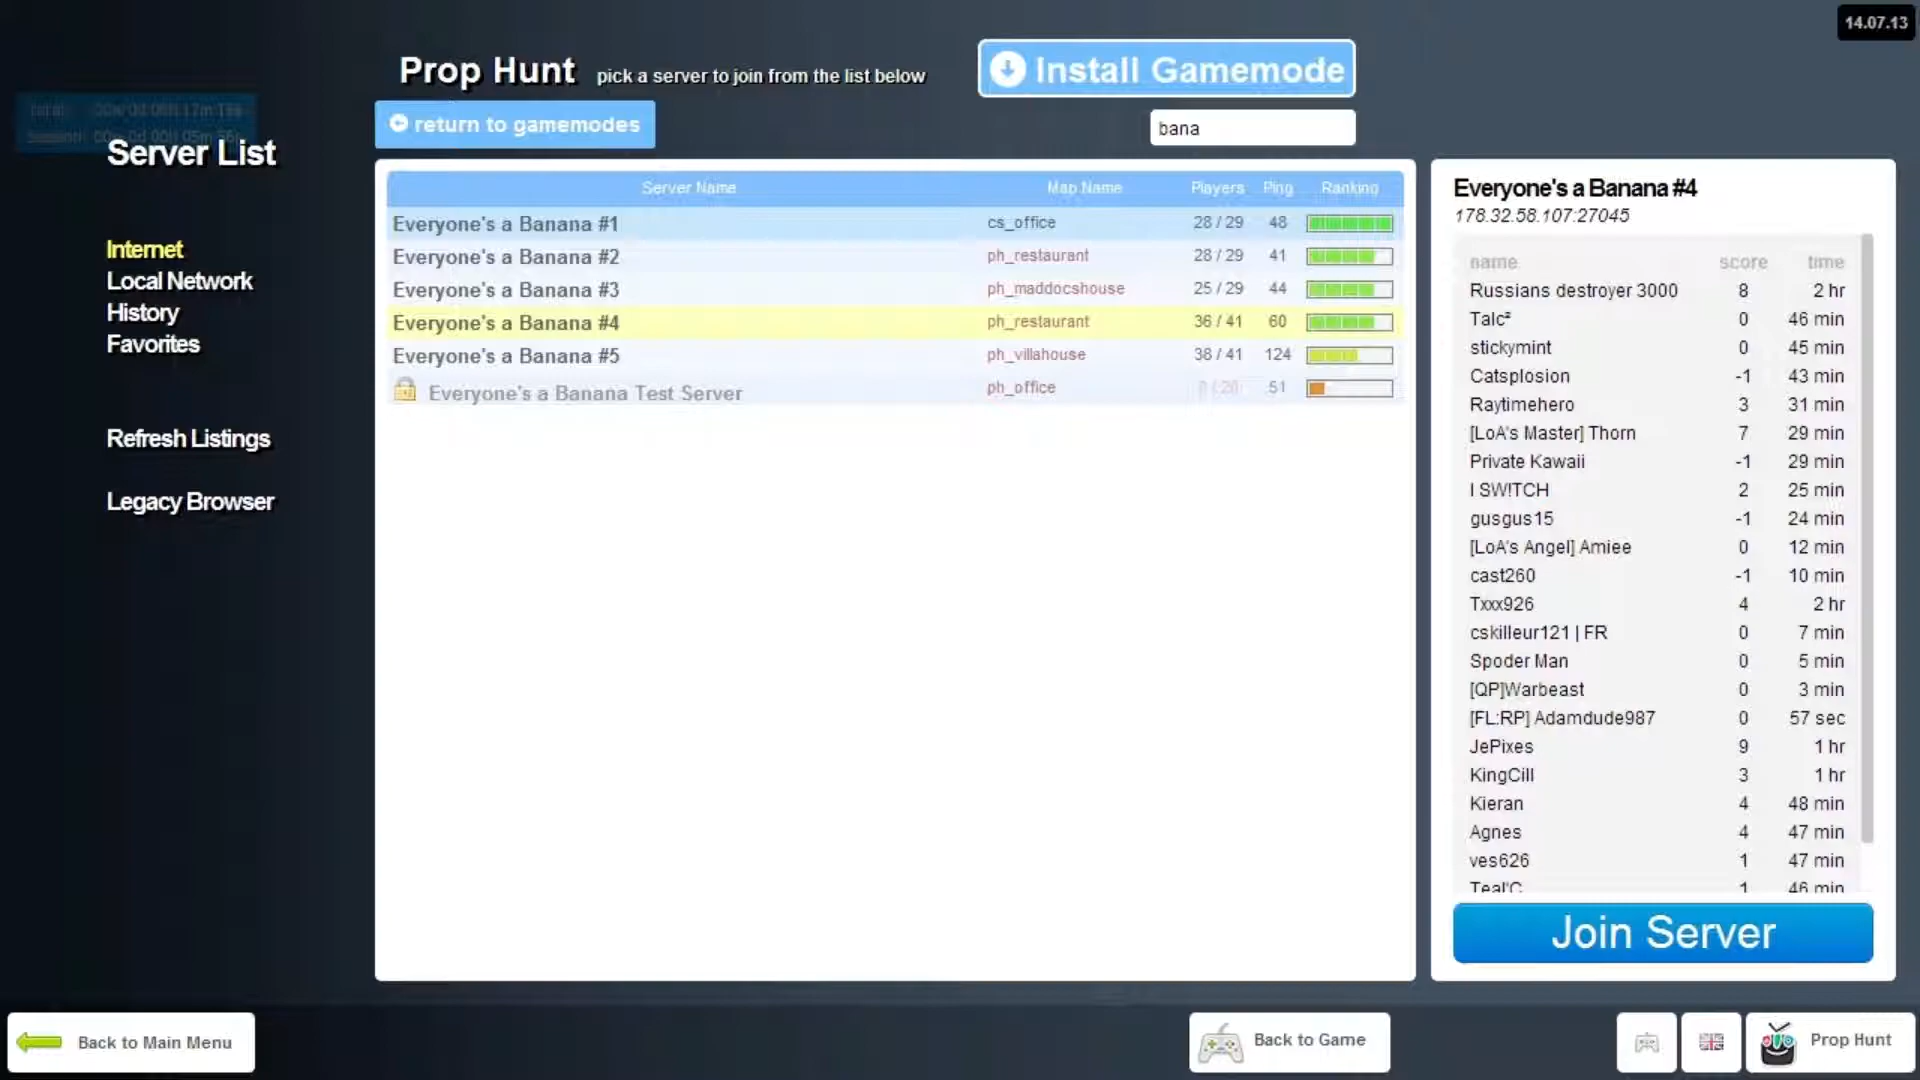 14.07.13
Prop Hunt pick a server to join from the list below
Install Gamemode
return to gamemodes
bana
Server List
Internet
Local Network
History
Favorites
Refresh Listings
Legacy Browser
Server Name Map Name Players Ping Ranking
Everyone's a Banana #1 cs_office 28 / 29 48
Everyone's a Banana #2 ph_restaurant 28 / 29 41
Everyone's a Banana #3 ph_maddocshouse 25 / 29 44
Everyone's a Banana #4 ph_restaurant 36 / 41 60
Everyone's a Banana #5 ph_villahouse 38 / 41 124
Everyone's a Banana Test Server ph_office 51
Everyone's a Banana #4
178.32.58.107:27045
name score time
Russians destroyer 3000 8 2 hr
Talc² 0 46 min
stickymint 0 45 min
Catsplosion -1 43 min
Raytimehero 3 31 min
[LoA's Master] Thorn 7 29 min
Private Kawaii -1 29 min
I SW!TCH 2 25 min
gusgus15 -1 24 min
[LoA's Angel] Amiee 0 12 min
cast260 -1 10 min
Txxx926 4 2 hr
cskilleur121 | FR 0 7 min
Spoder Man 0 5 min
[QP]Warbeast 0 3 min
[FL:RP] Adamdude987 0 57 sec
JePixes 9 1 hr
KingCill 3 1 hr
Kieran 4 48 min
Agnes 4 47 min
ves626 1 47 min
Teal'C 1 46 min
Join Server
Back to Main Menu
Back to Game
Prop Hunt